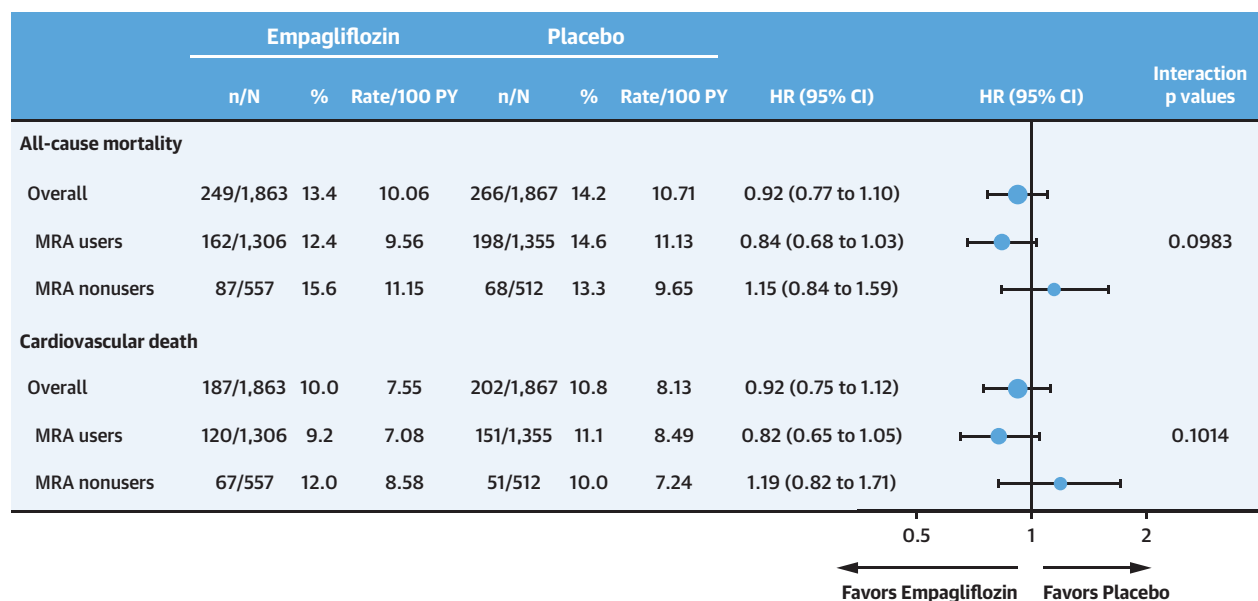 Empagliflozin Placebo
Interaction
n/N % Rate/100 PY n/N % Rate/100 PY HR (95% CI) HR (95% CI) p values
All-cause mortality
Overall 249/1,863 13.4 10.06 266/1,867 14.2 10.71 0.92 (0.77 to 1.10)
MRA users 162/1,306 12.4 9.56 198/1,355 14.6 11.13 0.84 (0.68 to 1.03) 0.0983
MRA nonusers 87/557 15.6 11.15 68/512 13.3 9.65 1.15 (0.84 to 1.59)
Cardiovascular death
Overall 187/1,863 10.0 7.55 202/1,867 10.8 8.13 0.92 (0.75 to 1.12)
MRA users 120/1,306 9.2 7.08 151/1,355 11.1 8.49 0.82 (0.65 to 1.05) 0.1014
MRA nonusers 67/557 12.0 8.58 51/512 10.0 7.24 1.19 (0.82 to 1.71)
0.5 1 2
Favors Empagliflozin Favors Placebo